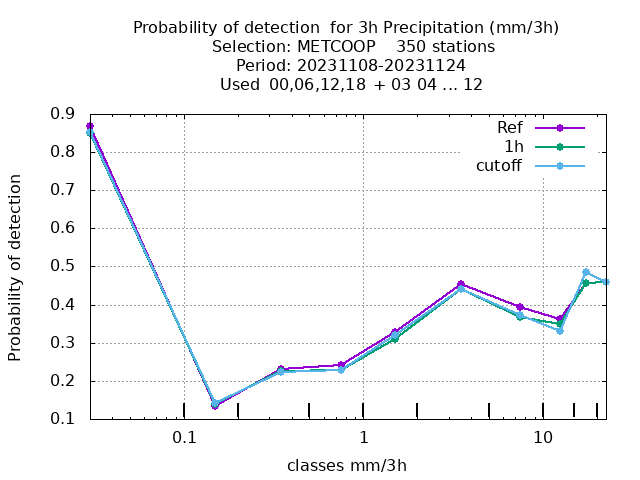 Probability of detection  for 3h Precipitation (mm/3h)
Selection: METCOOP    350 stations
Period: 20231108-20231124
Used  00,06,12,18  + 03 04 ... 12
Ref
1h
cutoff
Probability of detection
0.9
0.8
0.7
0.6
0.5
0.4
0.3
0.2
0.1
0.1
1
10
classes mm/3h